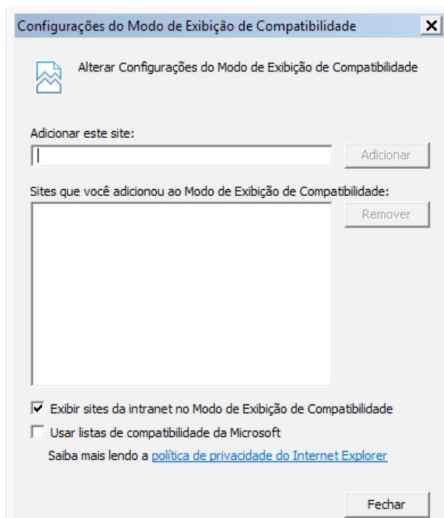 Configurações do Modo de Exibição de Compatibilidade
Alterar Configurações do Modo de Exibição de Compatibilidade
Adicionar este site:
Adicionar
Sites que você adicionou ao Modo de Exibição de Compatibilidade:
Remover
Exibir sites da intranet no Modo de Exibição de Compatibilidade
Usar listas de compatibilidade da Microsoft
Saiba mais lendo a política de privacidade do Internet Explorer
Fechar